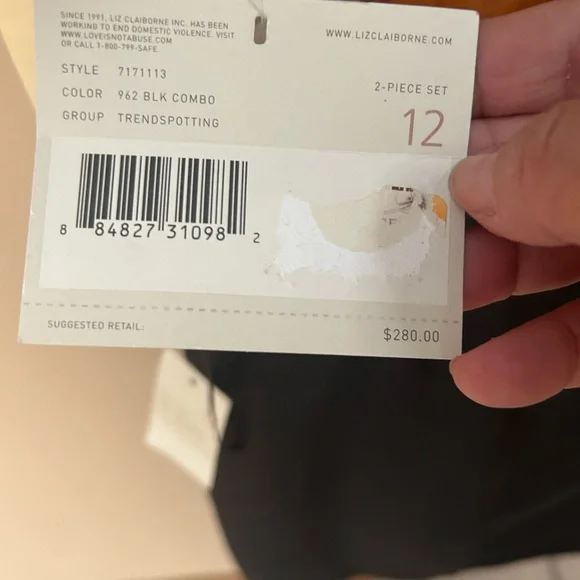 SINCE 1991, LIZ CLAIBORNE INC. HAS BEEN
WORKING TO END DOMESTIC VIOLENCE. VISIT
WWW.LOVEISNOTABUSE.COM
OR CALL 1-800-799-SAFE.
WWW.LIZCLAIBORNE.COM
STYLE 7171113
COLOR 962 BLK COMBO
GROUP TRENDSPOTTING
2-PIECE SET
12
8 84827 31098 2
SUGGESTED RETAIL:
$280.00